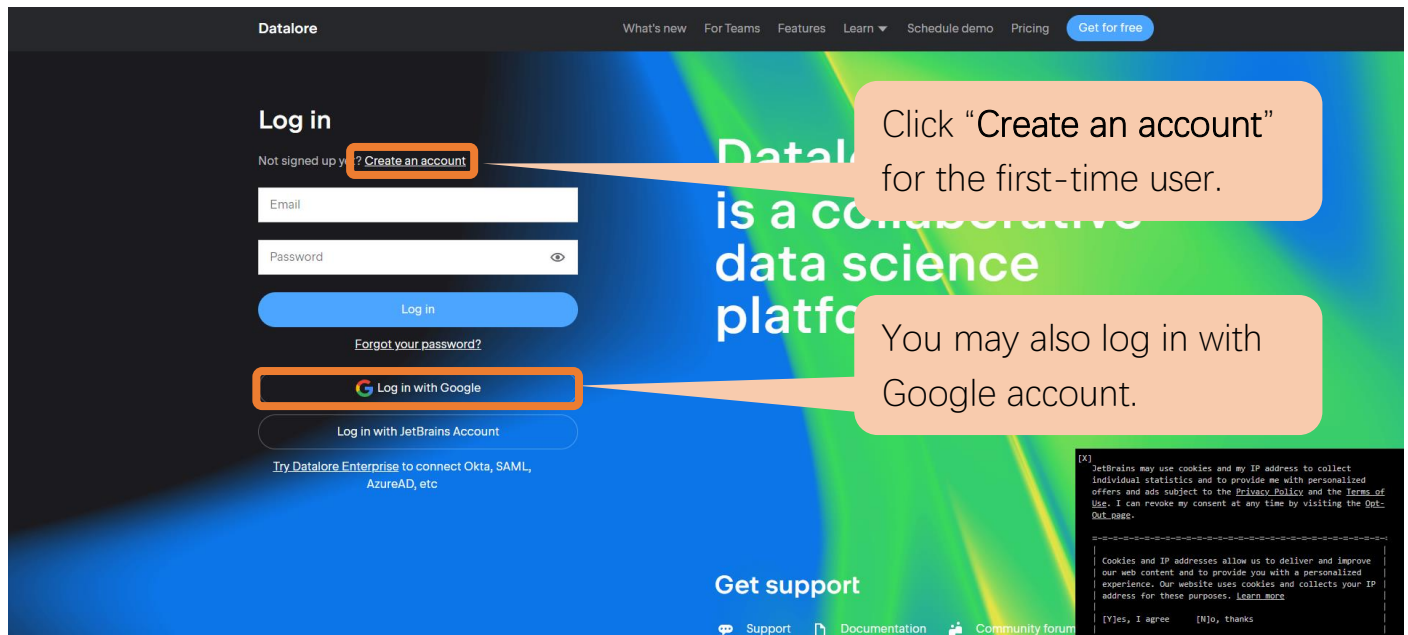 Datalore
What's new For Teams Features Learn Schedule demo Pricing Get for free
Log in
Not signed up y ? Create an account
Email
Password
Log in
Forgot your password?
Log in with Google
Log in with JetBrains Account
Try Datalore Enterprise to connect Okta, SAML,
AzureAD, etc
Click “Create an account”
for the first-time user.
is a
data science
You may also log in with
Google account.
Get support
Support Documentation Community forum
[X]
JetBrains may use cookies and my IP address to collect
individual statistics and to provide me with personalized
offers and ads subject to the Privacy Policy and the Terms of
Use. I can revoke my consent at any time by visiting the Opt-
Out page.
Cookies and IP addresses allow us to deliver and improve
our web content and to provide you with a personalized
experience. Our website uses cookies and collects your IP
address for these purposes. Learn more
[Y]es, I agree [N]o, thanks